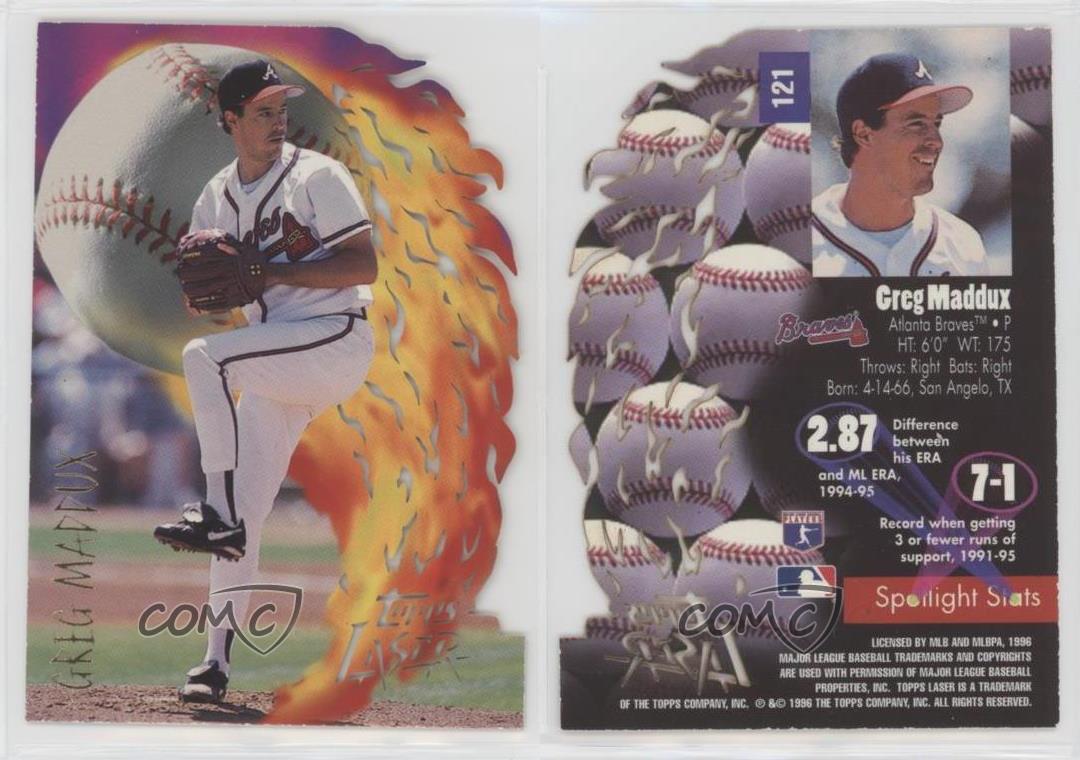 GREG MADDUX
TOPPS
LASER
COMC
121
Greg Maddux
Braves
Atlanta Braves™ • P
HT: 6'0" WT: 175
Throws: Right Bats: Right
Born: 4-14-66, San Angelo, TX
2.87
Difference
between
his ERA
and ML ERA,
1994-95
7-1
Record when getting
3 or fewer runs of
support, 1991-95
PLAYERS
Spotlight Stats
COMC
LICENSED BY MLB AND MLBPA, 1996
MAJOR LEAGUE BASEBALL TRADEMARKS AND COPYRIGHTS
ARE USED WITH PERMISSION OF MAJOR LEAGUE BASEBALL
PROPERTIES, INC. TOPPS LASER IS A TRADEMARK
OF THE TOPPS COMPANY, INC. ℗ &© 1996 THE TOPPS COMPANY, INC. ALL RIGHTS RESERVED.